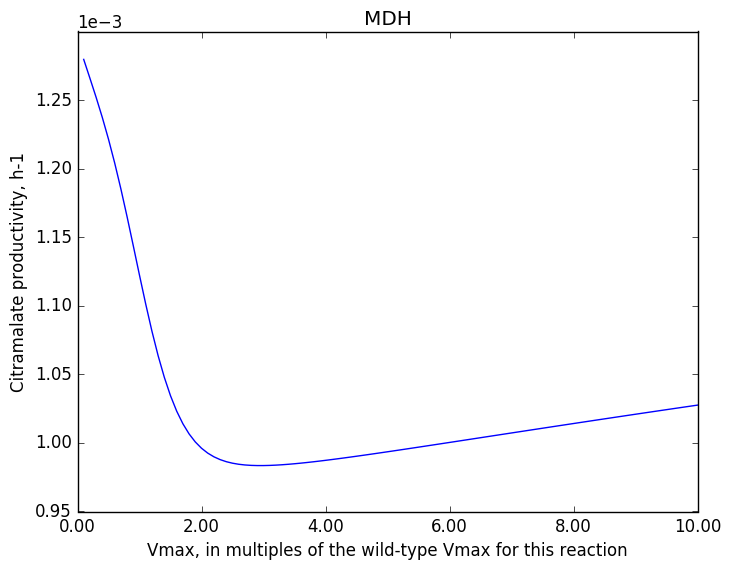 MDH
1e−3
1.25
1.20
1.15
1.10
1.05
1.00
0.95
Citramalate productivity, h-1
0.00 2.00 4.00 6.00 8.00 10.00
Vmax, in multiples of the wild-type Vmax for this reaction